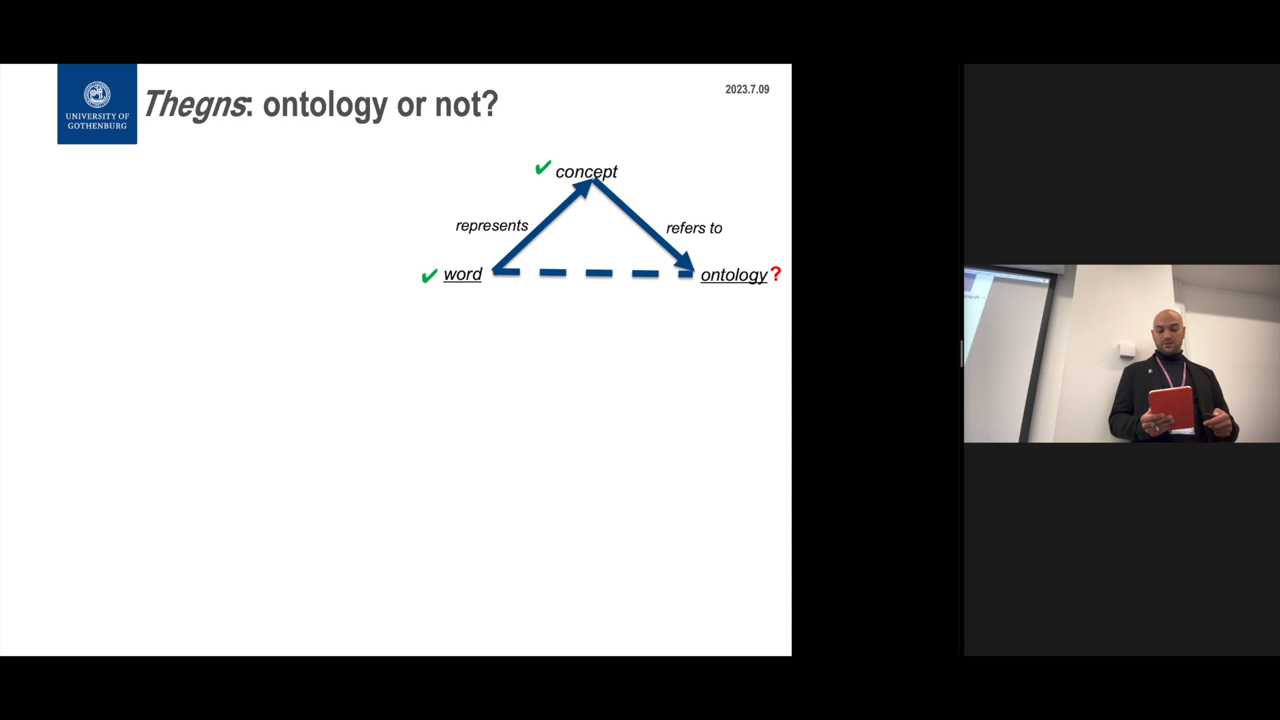 UNIVERSITY OF
GOTHENBURG
Thegns: ontology or not?
2023.7.09
✔ concept
represents
refers to
✔ word
ontology ?